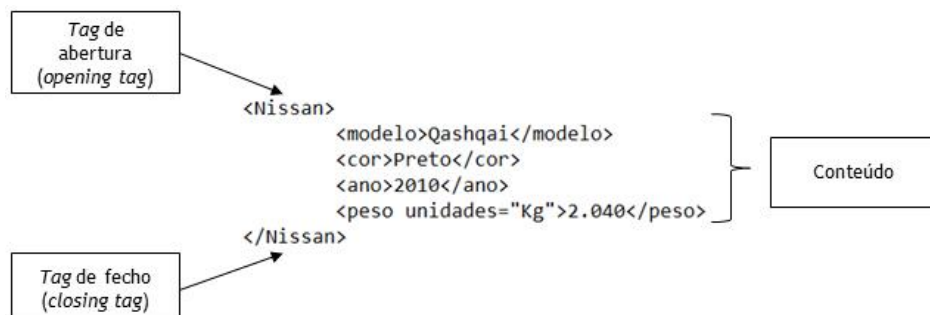 Tag de
abertura
(opening tag)
<Nissan>
<modelo>Qashqai</modelo>
<cor>Preto</cor>
<ano>2010</ano>
<peso unidades="Kg">2.040</peso>
</Nissan>
Conteúdo
Tag de fecho
(closing tag)